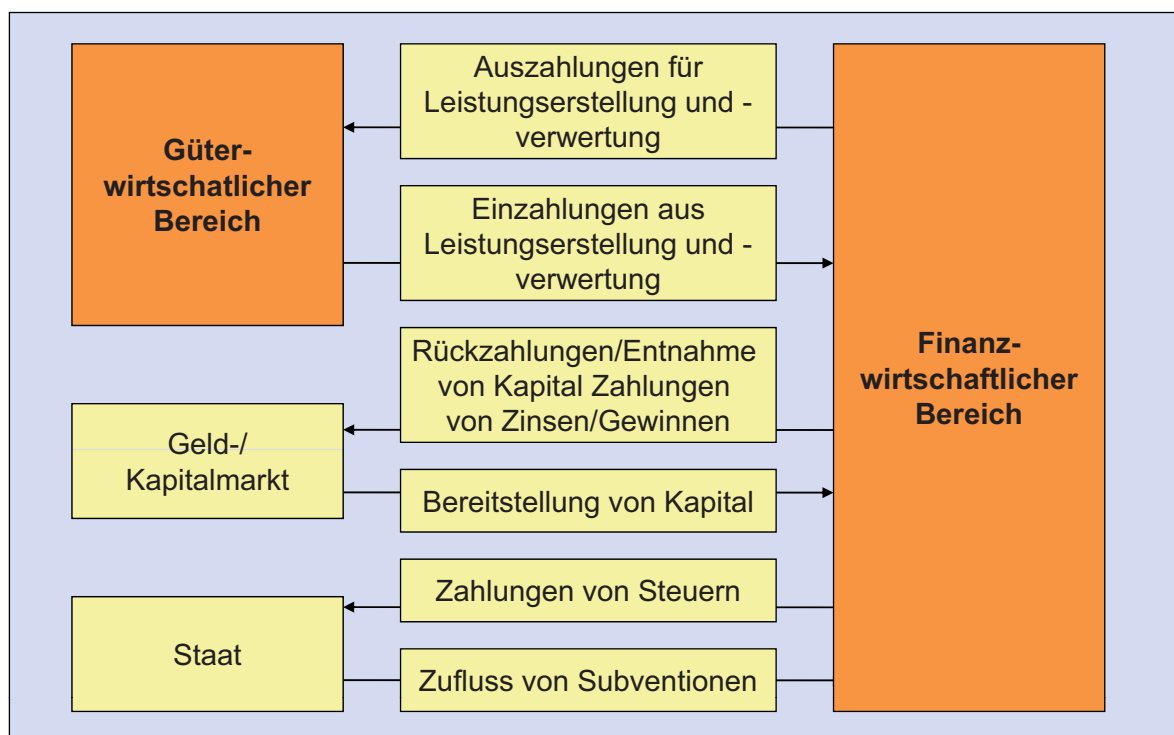 Auszahlungen für
Leistungserstellung und -
verwertung
Güter-
wirtschatlicher
Bereich
Einzahlungen aus
Leistungserstellung und -
verwertung
Rückzahlungen/Entnahme
von Kapital Zahlungen
von Zinsen/Gewinnen
Finanz-
wirtschaftlicher
Bereich
Geld-/
Kapitalmarkt
Bereitstellung von Kapital
Zahlungen von Steuern
Staat
Zufluss von Subventionen